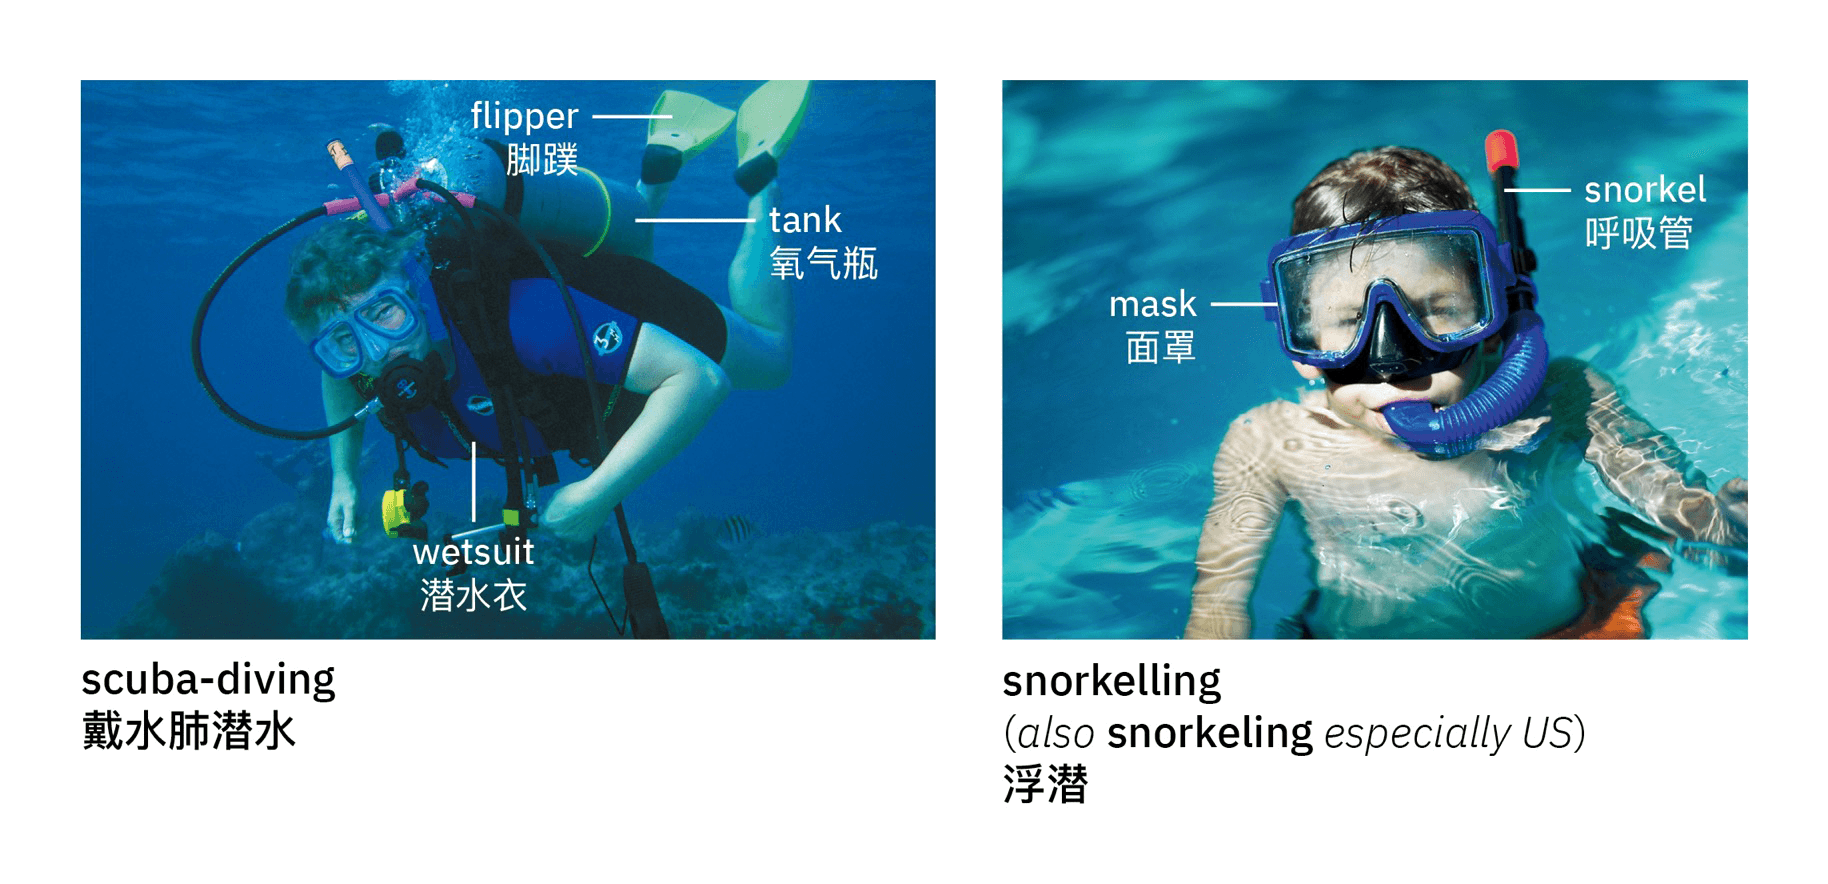 flipper
脚蹼
tank
氧气瓶
wetsuit
潜水衣
scuba-diving
戴水肺潜水
snorkel
呼吸管
mask
面罩
snorkelling
(also snorkeling especially US)
浮潜